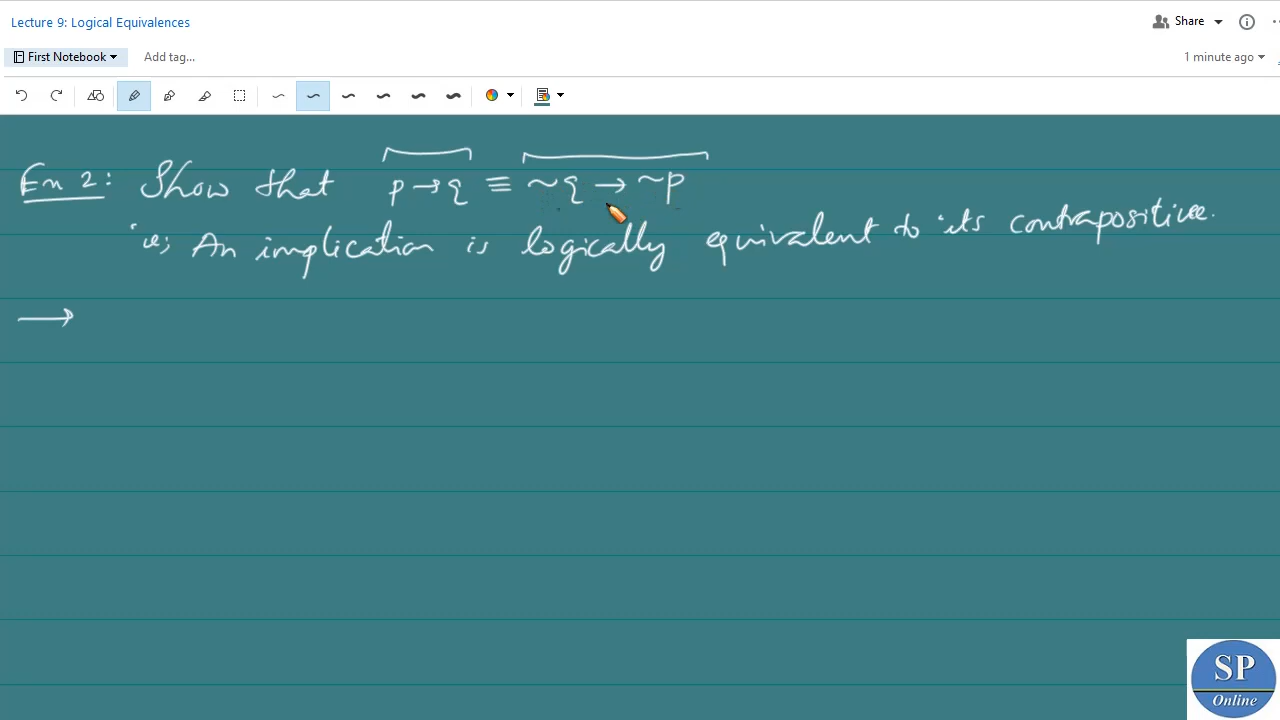 Lecture 9: Logical Equivalences
Share
First Notebook
Add tag...
1 minute ago
Ex 2: Show that p → q ≡ ~q → ~p
i.e; An implication is logically equivalent to its contrapositive.
→
SP
Online